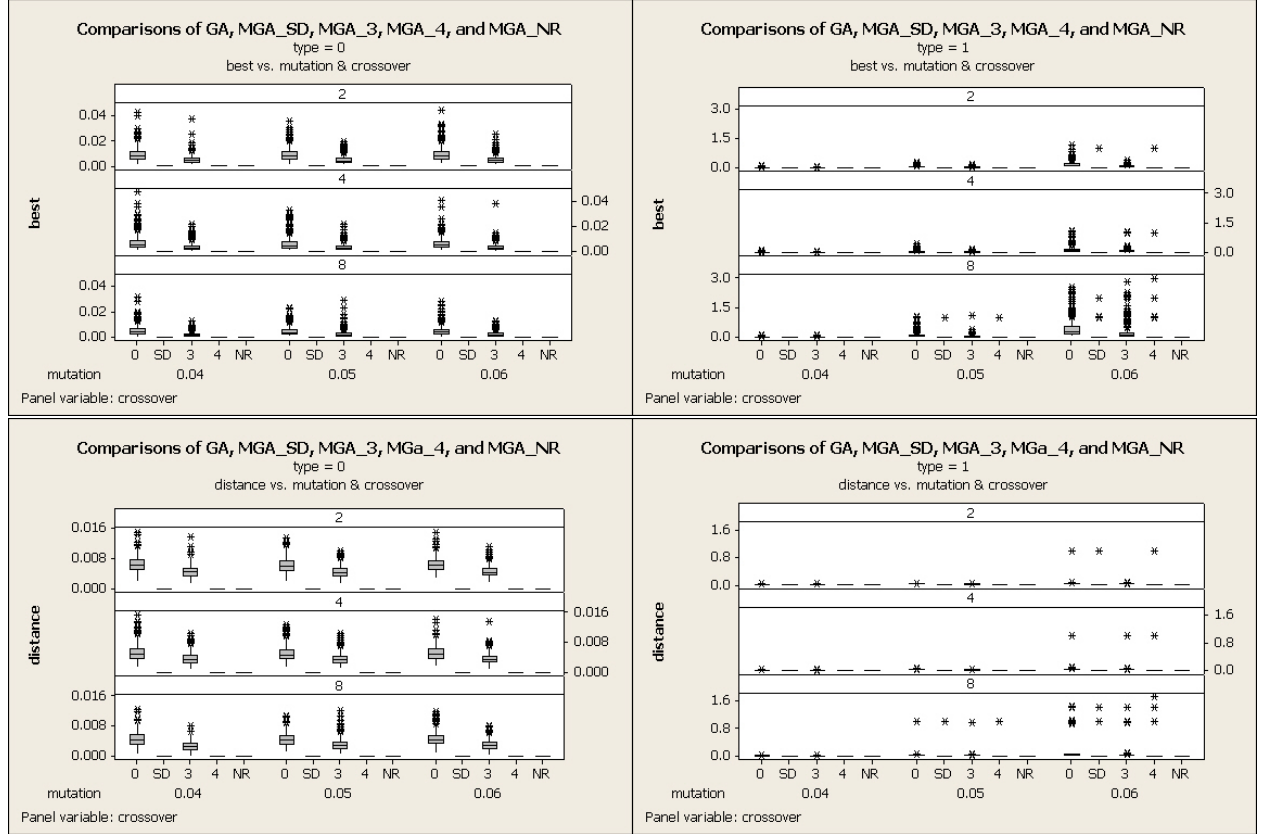 Comparisons of GA, MGA_SD, MGA_3, MGA_4, and MGA_NR
type = 0
best vs. mutation & crossover
2
0.04
0.02
0.00
4
0.04
0.02
0.00
best
8
0.04
0.02
0.00
0 SD 3 4 NR 0 SD 3 4 NR 0 SD 3 4 NR
mutation 0.04 0.05 0.06
Panel variable: crossover
Comparisons of GA, MGA_SD, MGA_3, MGA_4, and MGA_NR
type = 1
best vs. mutation & crossover
2
3.0
1.5
0.0
4
3.0
1.5
0.0
best
8
3.0
1.5
0.0
0 SD 3 4 NR 0 SD 3 4 NR 0 SD 3 4 NR
mutation 0.04 0.05 0.06
Panel variable: crossover
Comparisons of GA, MGA_SD, MGA_3, MGa_4, and MGA_NR
type = 0
distance vs. mutation & crossover
2
0.016
0.008
0.000
4
0.016
0.008
0.000
distance
8
0.016
0.008
0.000
0 SD 3 4 NR 0 SD 3 4 NR 0 SD 3 4 NR
mutation 0.04 0.05 0.06
Panel variable: crossover
Comparisons of GA, MGA_SD, MGA_3, MGa_4, and MGA_NR
type = 1
distance vs. mutation & crossover
2
1.6
0.8
0.0
4
1.6
0.8
0.0
distance
8
1.6
0.8
0.0
0 SD 3 4 NR 0 SD 3 4 NR 0 SD 3 4 NR
mutation 0.04 0.05 0.06
Panel variable: crossover